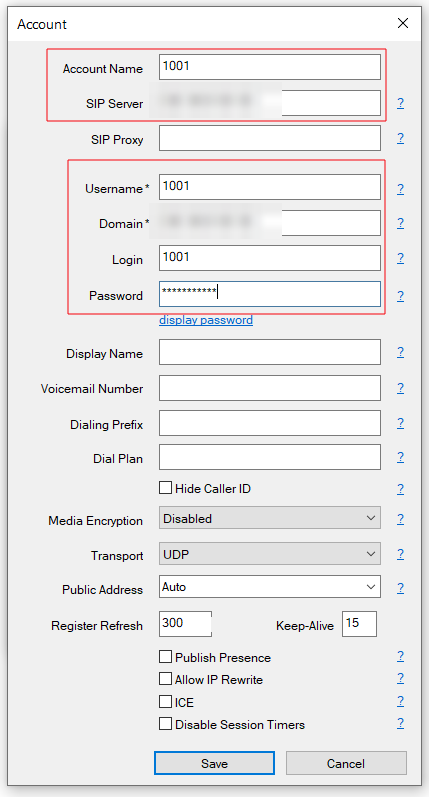 Account
Account Name 1001
SIP Server ?
SIP Proxy ?
Username* 1001 ?
Domain* ?
Login 1001 ?
Password *********** ?
display password
Display Name ?
Voicemail Number ?
Dialing Prefix ?
Dial Plan ?
Hide Caller ID ?
Media Encryption Disabled ?
Transport UDP ?
Public Address Auto ?
Register Refresh 300 Keep-Alive 15 ?
Publish Presence ?
Allow IP Rewrite ?
ICE ?
Disable Session Timers ?
Save Cancel